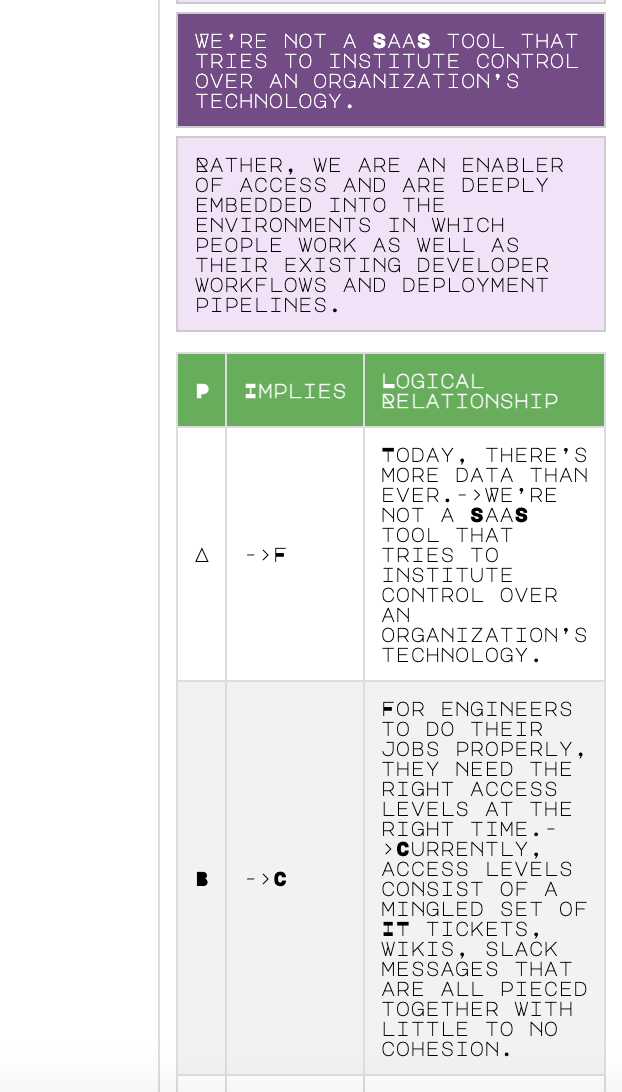 WE'RE NOT A SAAS TOOL THAT
TRIES TO INSTITUTE CONTROL
OVER AN ORGANIZATION'S
TECHNOLOGY.
RATHER, WE ARE AN ENABLER
OF ACCESS AND ARE DEEPLY
EMBEDDED INTO THE
ENVIRONMENTS IN WHICH
PEOPLE WORK AS WELL AS
THEIR EXISTING DEVELOPER
WORKFLOWS AND DEPLOYMENT
PIPELINES.
P
IMPLIES
LOGICAL
RELATIONSHIP
A
->F
TODAY, THERE'S
MORE DATA THAN
EVER.->WE'RE
NOT A SAAS
TOOL THAT
TRIES TO
INSTITUTE
CONTROL OVER
AN
ORGANIZATION'S
TECHNOLOGY.
B
->C
FOR ENGINEERS
TO DO THEIR
JOBS PROPERLY,
THEY NEED THE
RIGHT ACCESS
LEVELS AT THE
RIGHT TIME.-
>CURRENTLY,
ACCESS LEVELS
CONSIST OF A
MINGLED SET OF
IT TICKETS,
WIKIS, SLACK
MESSAGES THAT
ARE ALL PIECED
TOGETHER WITH
LITTLE TO NO
COHESION.